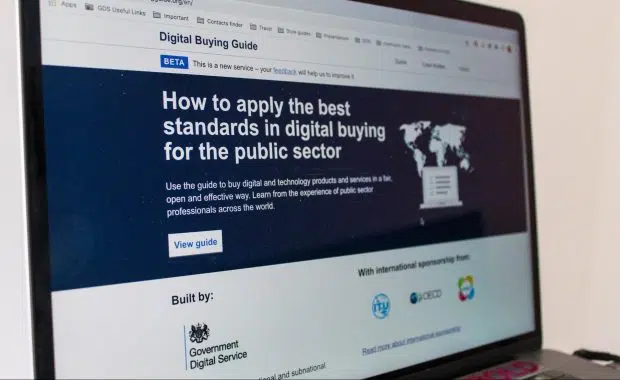 Apps GDS Useful Links Important Contacts finder Travel Style guides
Digital Buying Guide
BETA This is a new service – your feedback will help us to improve it
How to apply the best
standards in digital buying
for the public sector
Use the guide to buy digital and technology products and services in a fair,
open and effective way. Learn from the experience of public sector
professionals across the world.
View guide
Built by:
With international sponsorship from:
ITU
OECD
Government
Digital Service
Read more about international sponsorship
and subnational